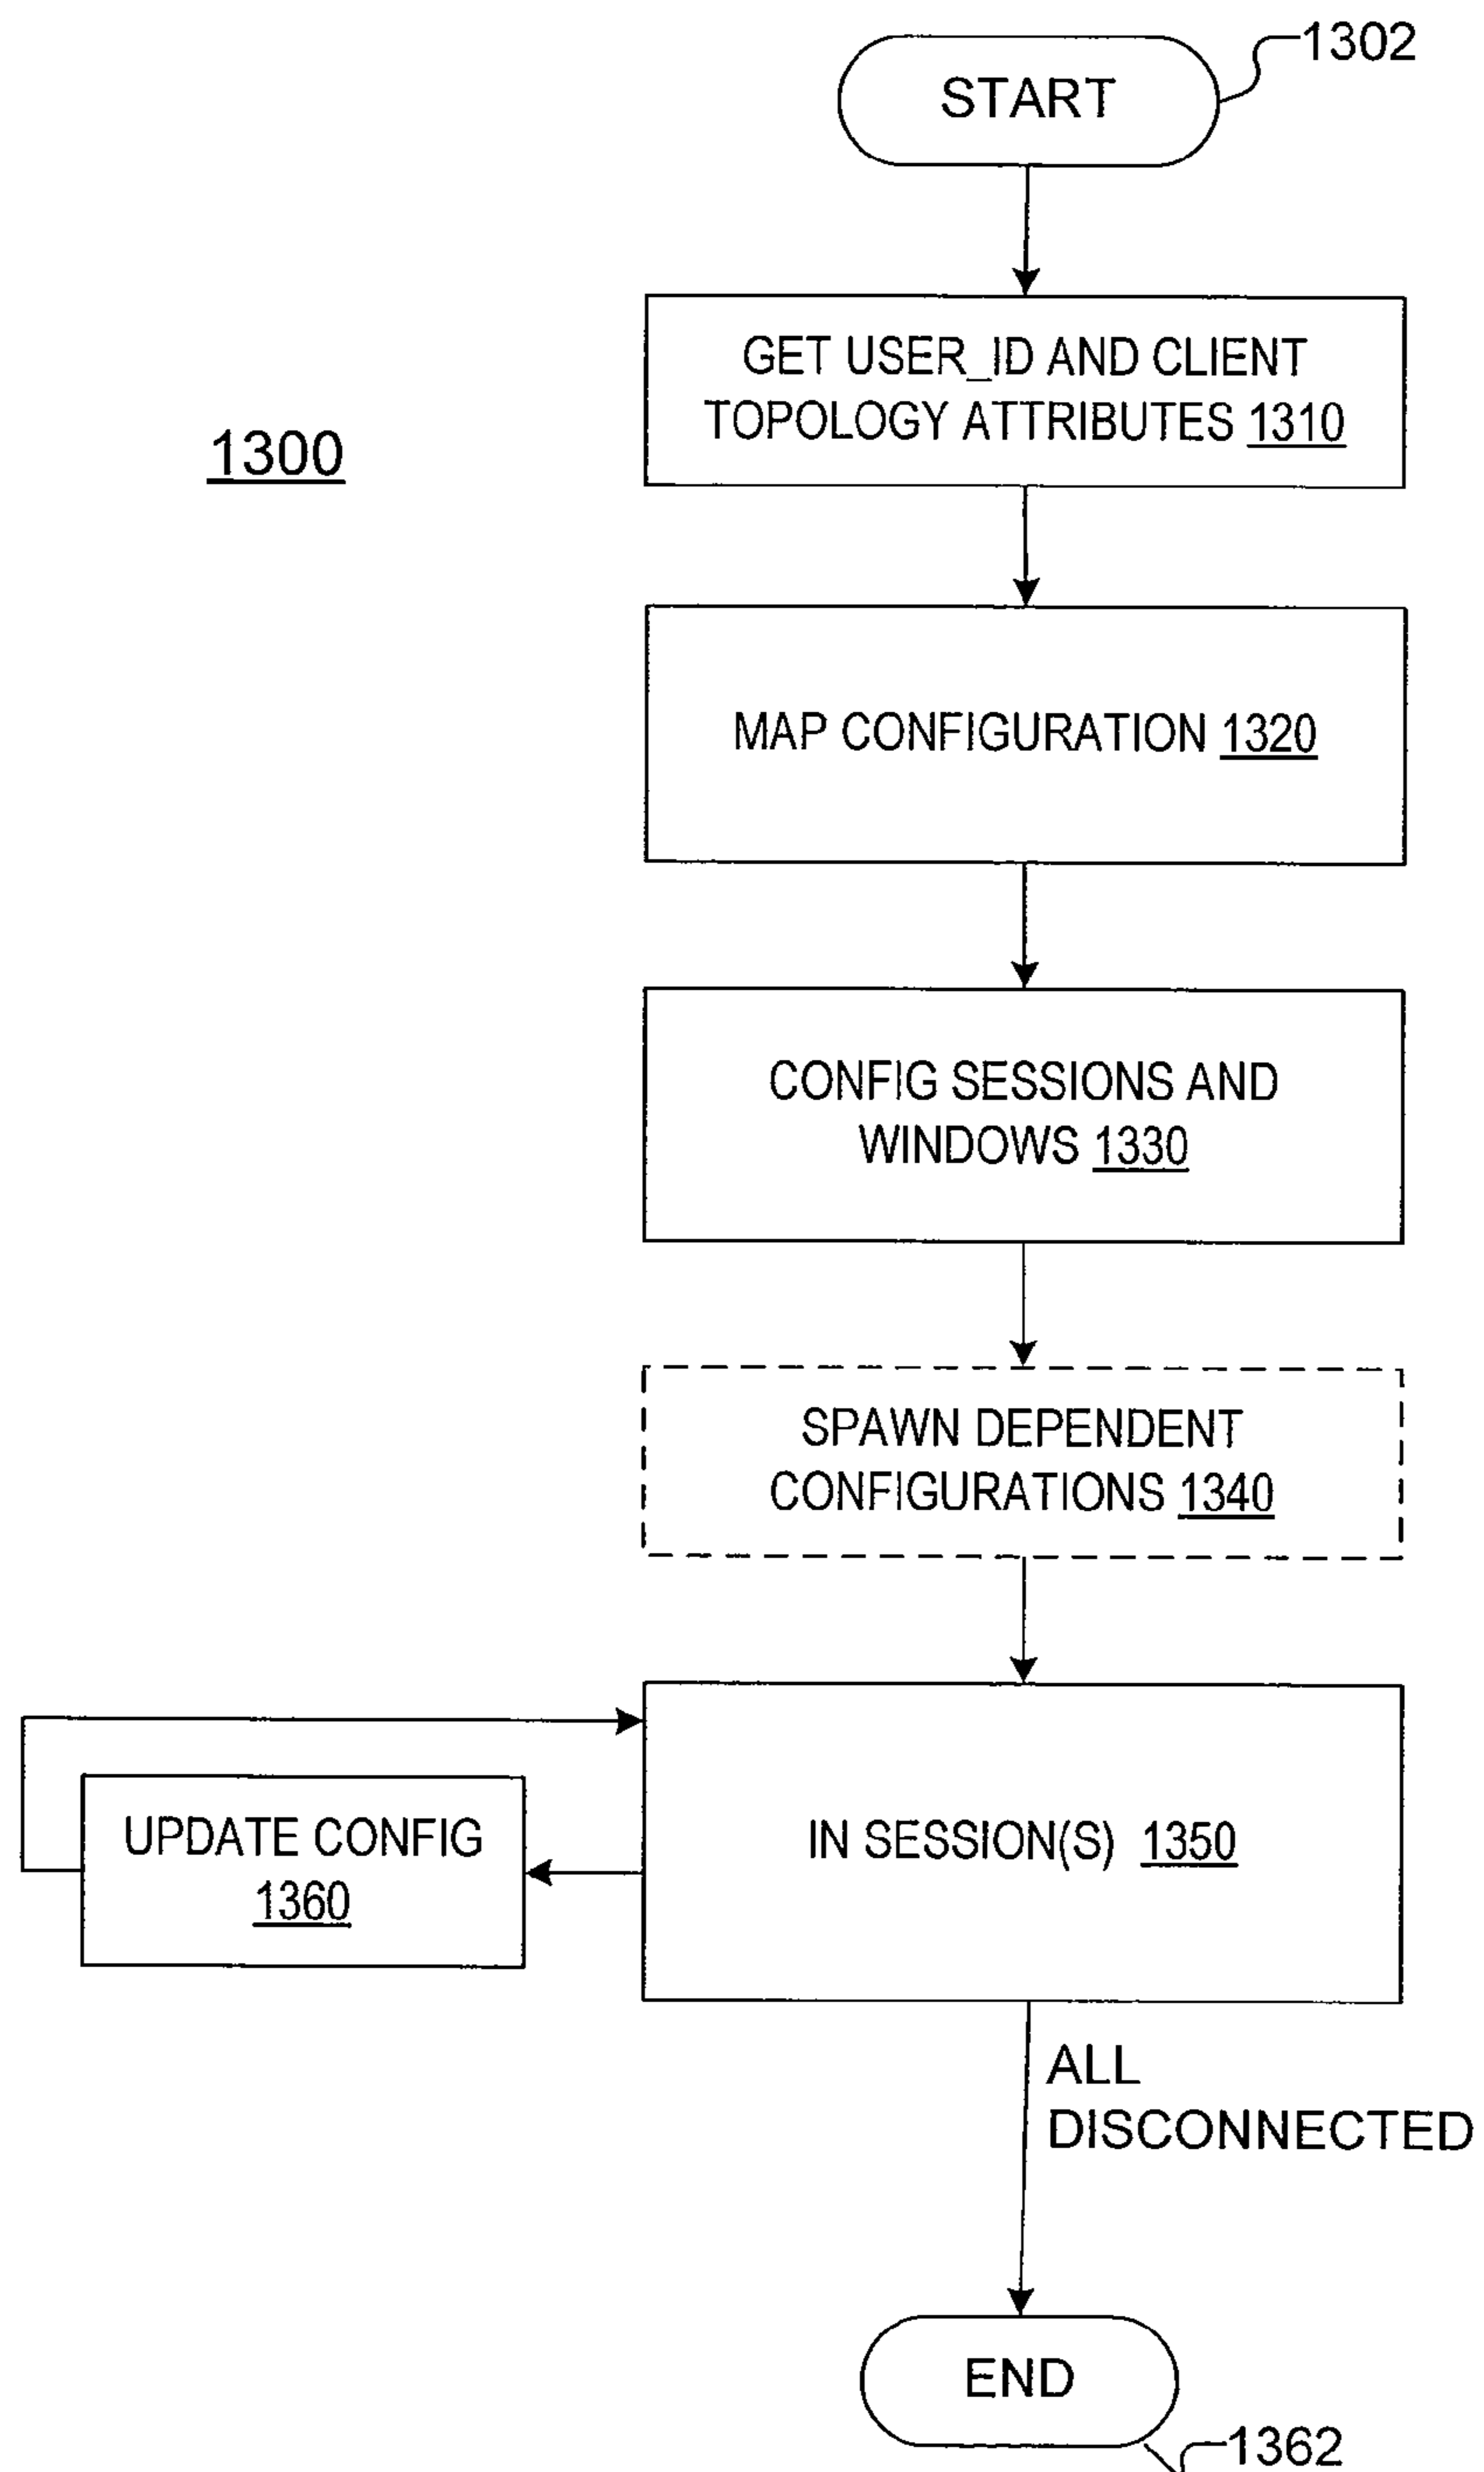 1302
START
GET USER_ID AND CLIENT
TOPOLOGY ATTRIBUTES 1310
1300
MAP CONFIGURATION 1320
CONFIG SESSIONS AND
WINDOWS 1330
SPAWN DEPENDENT
CONFIGURATIONS 1340
UPDATE CONFIG
1360
IN SESSION(S) 1350
ALL
DISCONNECTED
END
1362